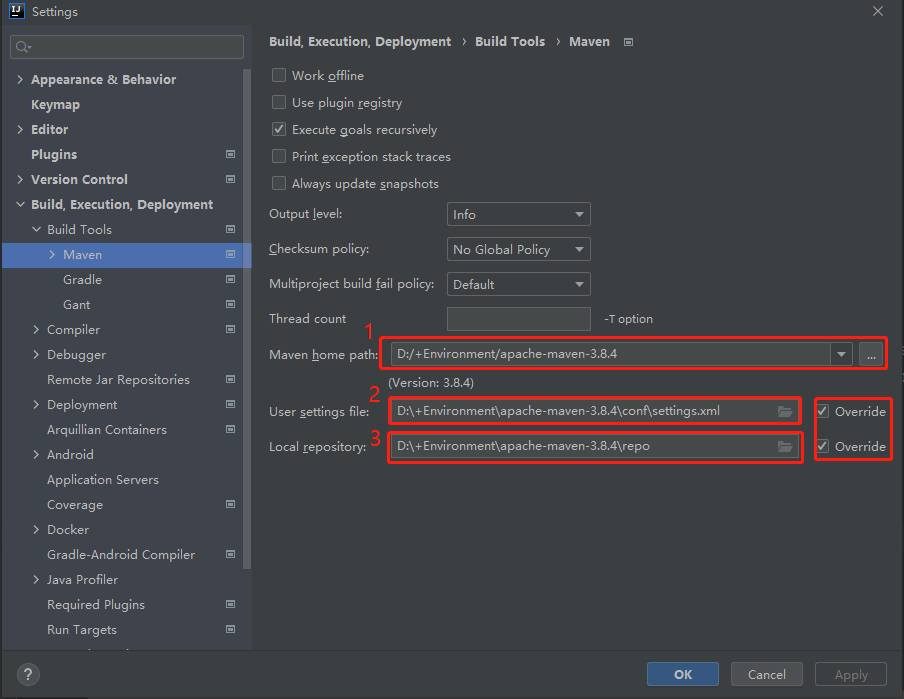 IJ Settings
Build, Execution, Deployment › Build Tools › Maven
Appearance & Behavior
Keymap
Editor
Plugins
Version Control
Build, Execution, Deployment
Build Tools
Maven
Gradle
Gant
Compiler
Debugger
Remote Jar Repositories
Deployment
Arquillian Containers
Android
Application Servers
Coverage
Docker
Gradle-Android Compiler
Java Profiler
Required Plugins
Run Targets
Work offline
Use plugin registry
Execute goals recursively
Print exception stack traces
Always update snapshots
Output level: Info
Checksum policy: No Global Policy
Multiproject build fail policy: Default
Thread count -T option
1
Maven home path: D:/+Environment/apache-maven-3.8.4 ...
(Version: 3.8.4)
2
User settings file: D:\+Environment\apache-maven-3.8.4\conf\settings.xml Override
3
Local repository: D:\+Environment\apache-maven-3.8.4\repo Override
? OK Cancel Apply